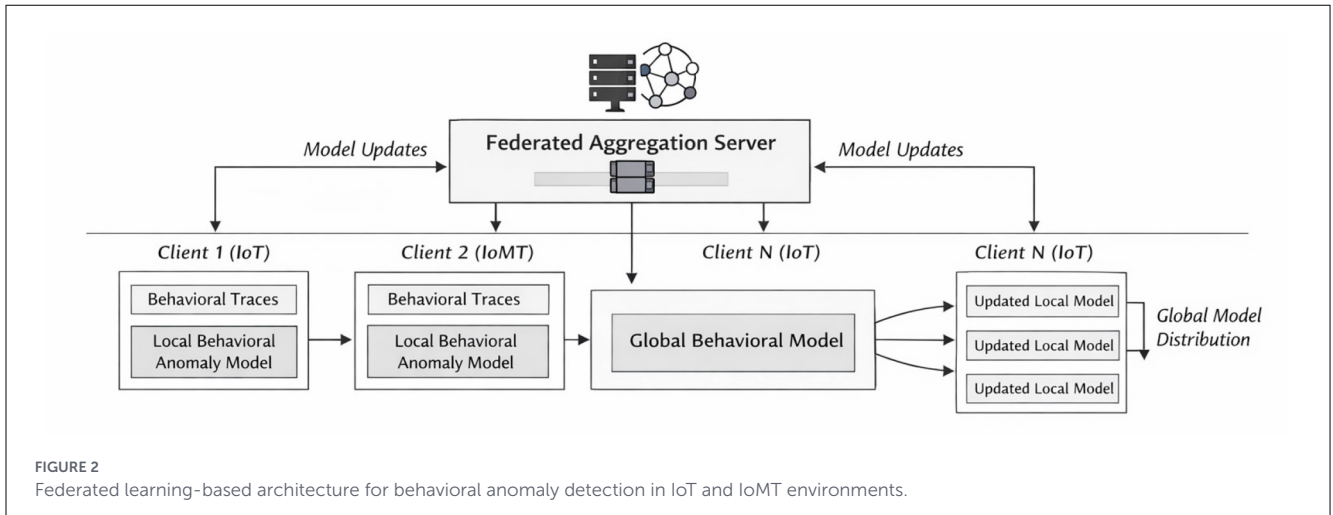 Federated Aggregation Server
Model Updates
Model Updates
Client 1 (IoT)
Client 2 (IoMT)
Client N (IoT)
Client N (IoT)
Behavioral Traces
Local Behavioral
Anomaly Model
Behavioral Traces
Local Behavioral
Anomaly Model
Global Behavioral Model
Updated Local Model
Updated Local Model
Updated Local Model
Global Model
Distribution
FIGURE 2
Federated learning-based architecture for behavioral anomaly detection in IoT and IoMT environments.